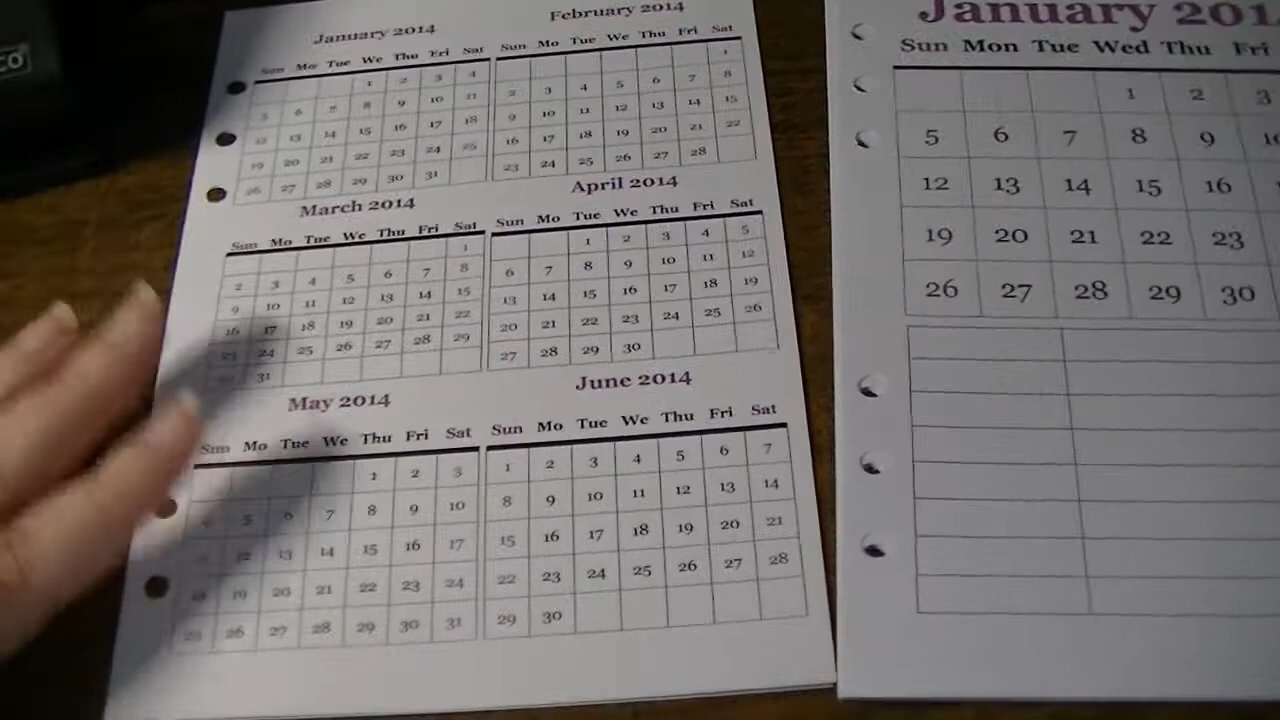 CO
January 2014
Sun Mo Tue We Thu Fri Sat
1 2 3 4
5 6 7 8 9 10 11
12 13 14 15 16 17 18
19 20 21 22 23 24 25
26 27 28 29 30 31
February 2014
Sun Mo Tue We Thu Fri Sat
1
2 3 4 5 6 7 8
9 10 11 12 13 14 15
16 17 18 19 20 21 22
23 24 25 26 27 28
March 2014
Sun Mo Tue We Thu Fri Sat
1
2 3 4 5 6 7 8
9 10 11 12 13 14 15
16 17 18 19 20 21 22
23 24 25 26 27 28 29
31
April 2014
Sun Mo Tue We Thu Fri Sat
1 2 3 4 5
6 7 8 9 10 11 12
13 14 15 16 17 18 19
20 21 22 23 24 25 26
27 28 29 30
May 2014
Sun Mo Tue We Thu Fri Sat
1 2 3
4 5 6 7 8 9 10
12 13 14 15 16 17
18 19 20 21 22 23 24
25 26 27 28 29 30 31
June 2014
Sun Mo Tue We Thu Fri Sat
1 2 3 4 5 6 7
8 9 10 11 12 13 14
15 16 17 18 19 20 21
22 23 24 25 26 27 28
29 30
January 201
Sun Mon Tue Wed Thu Fri
1 2 3
5 6 7 8 9 10
12 13 14 15 16
19 20 21 22 23
26 27 28 29 30